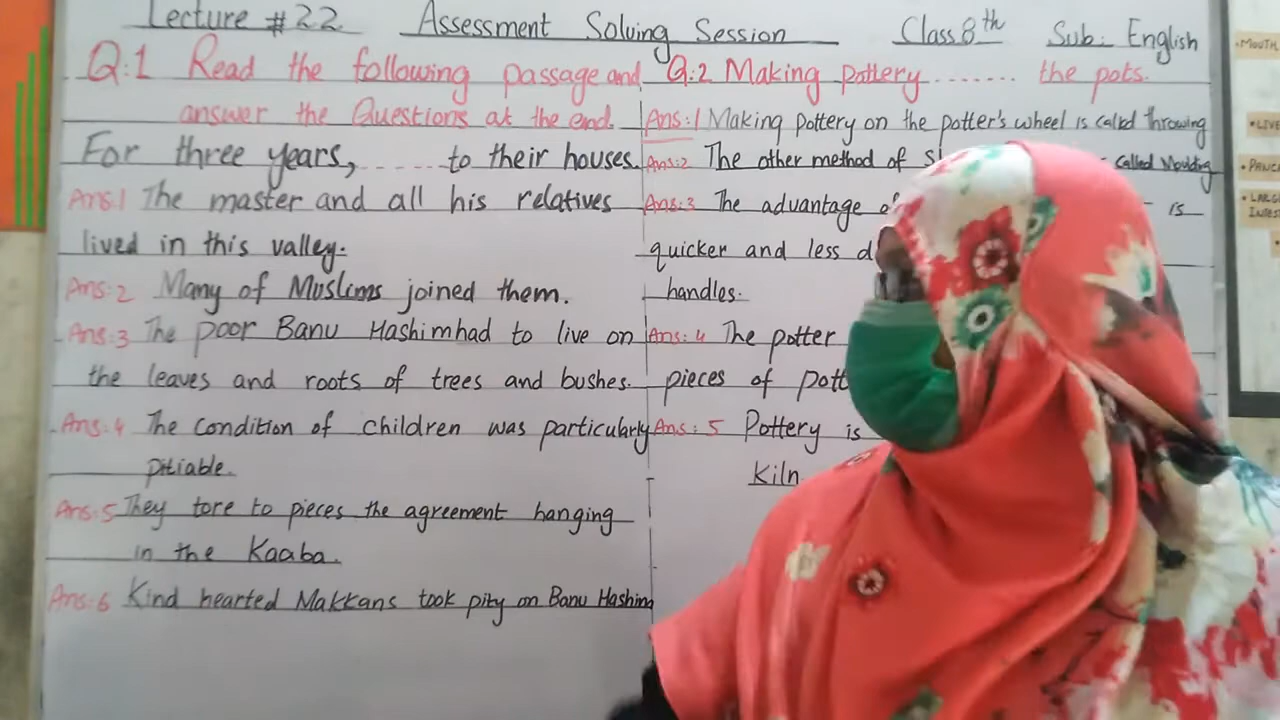 Lecture #22 Assessment Solving Session Class 8th Sub: English
Q:1 Read the following passage and
answer the Questions at the end.
For three years, ...... to their houses.
Ans:1 The master and all his relatives
lived in this valley.
Ans:2 Many of Muslims joined them.
Ans:3 The poor Banu Hashim had to live on
the leaves and roots of trees and bushes.
Ans:4 The condition of children was particularly
pitiable.
Ans:5 They tore to pieces the agreement hanging
in the Kaaba.
Ans:6 Kind hearted Makkans took pity on Banu Hashim
Q:2 Making pottery ....... the pots.
Ans:1 Making pottery on the potter's wheel is called throwing
Ans:2 The other method of called Moulding
Ans:3 The advantage is
quicker and less
handles.
Ans:4 The potter
pieces of
Ans:5 Pottery is
Kiln
MOUTH
LIVE